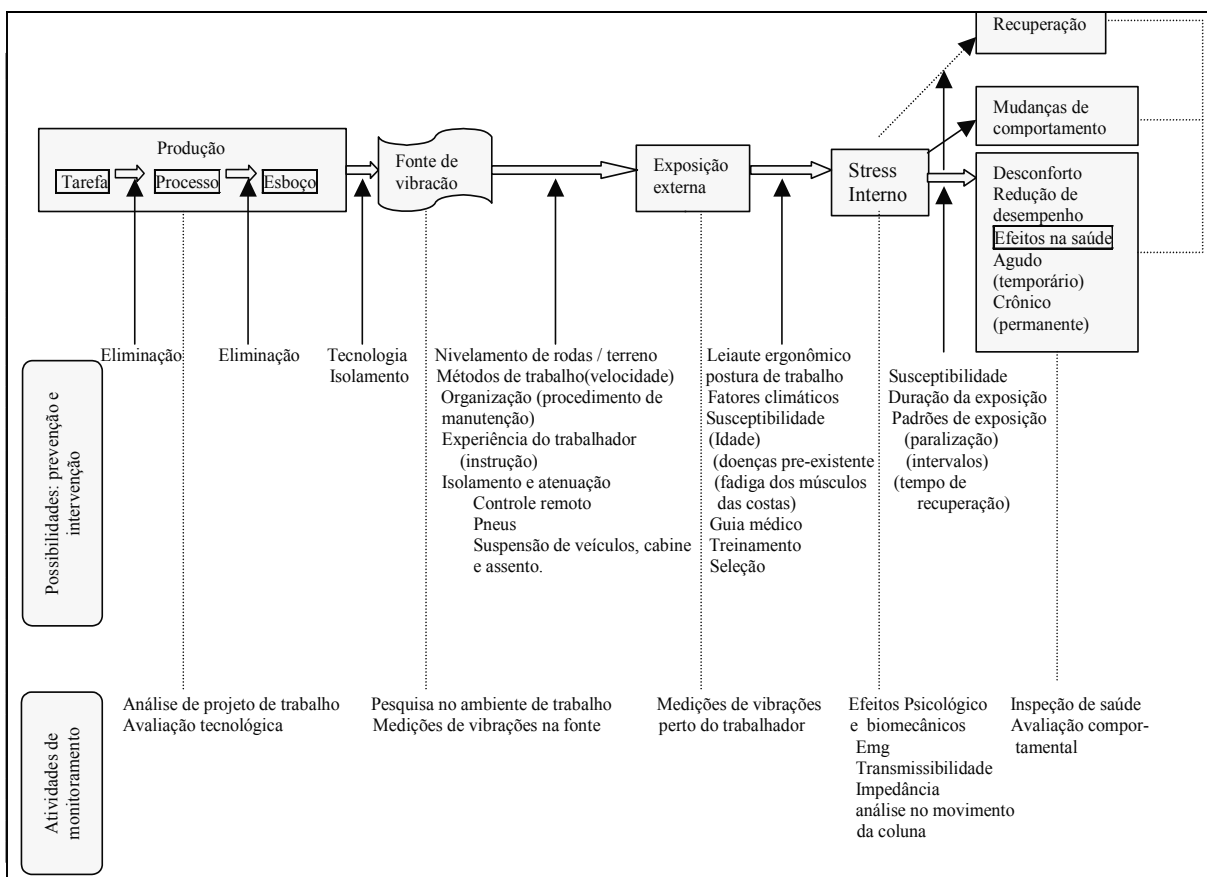 Recuperação
Mudanças de
comportamento
Produção
Tarefa
Processo
Esboço
Fonte de
vibracão
Exposição
externa
Stress
Interno
Desconforto
Redução de
desempenho
Efeitos na saúde
Agudo
(temporário)
Crônico
(permanente)
Possibilidades: prevenção e
intervenção
Eliminação
Eliminação
Tecnologia
Isolamento
Nivelamento de rodas / terreno
Métodos de trabalho(velocidade)
Organização (procedimento de
manutenção)
Experiência do trabalhador
(instrução)
Isolamento e atenuação
Controle remoto
Pneus
Suspensão de veículos, cabine
e assento.
Leiaute ergonômico
postura de trabalho
Fatores climáticos
Susceptibilidade
(Idade)
(doenças pre-existente
(fadiga dos músculos
das costas)
Guia médico
Treinamento
Seleção
Susceptibilidade
Duração da exposição
Padrões de exposição
(paralização)
(intervalos)
(tempo de
recuperação)
Atividades de
monitoramento
Análise de projeto de trabalho
Avaliação tecnológica
Pesquisa no ambiente de trabalho
Medições de vibrações na fonte
Medições de vibrações
perto do trabalhador
Efeitos Psicológico
e biomecânicos
Emg
Transmissibilidade
Impedância
análise no movimento
da coluna
Inspeção de saúde
Avaliação compor-
tamental